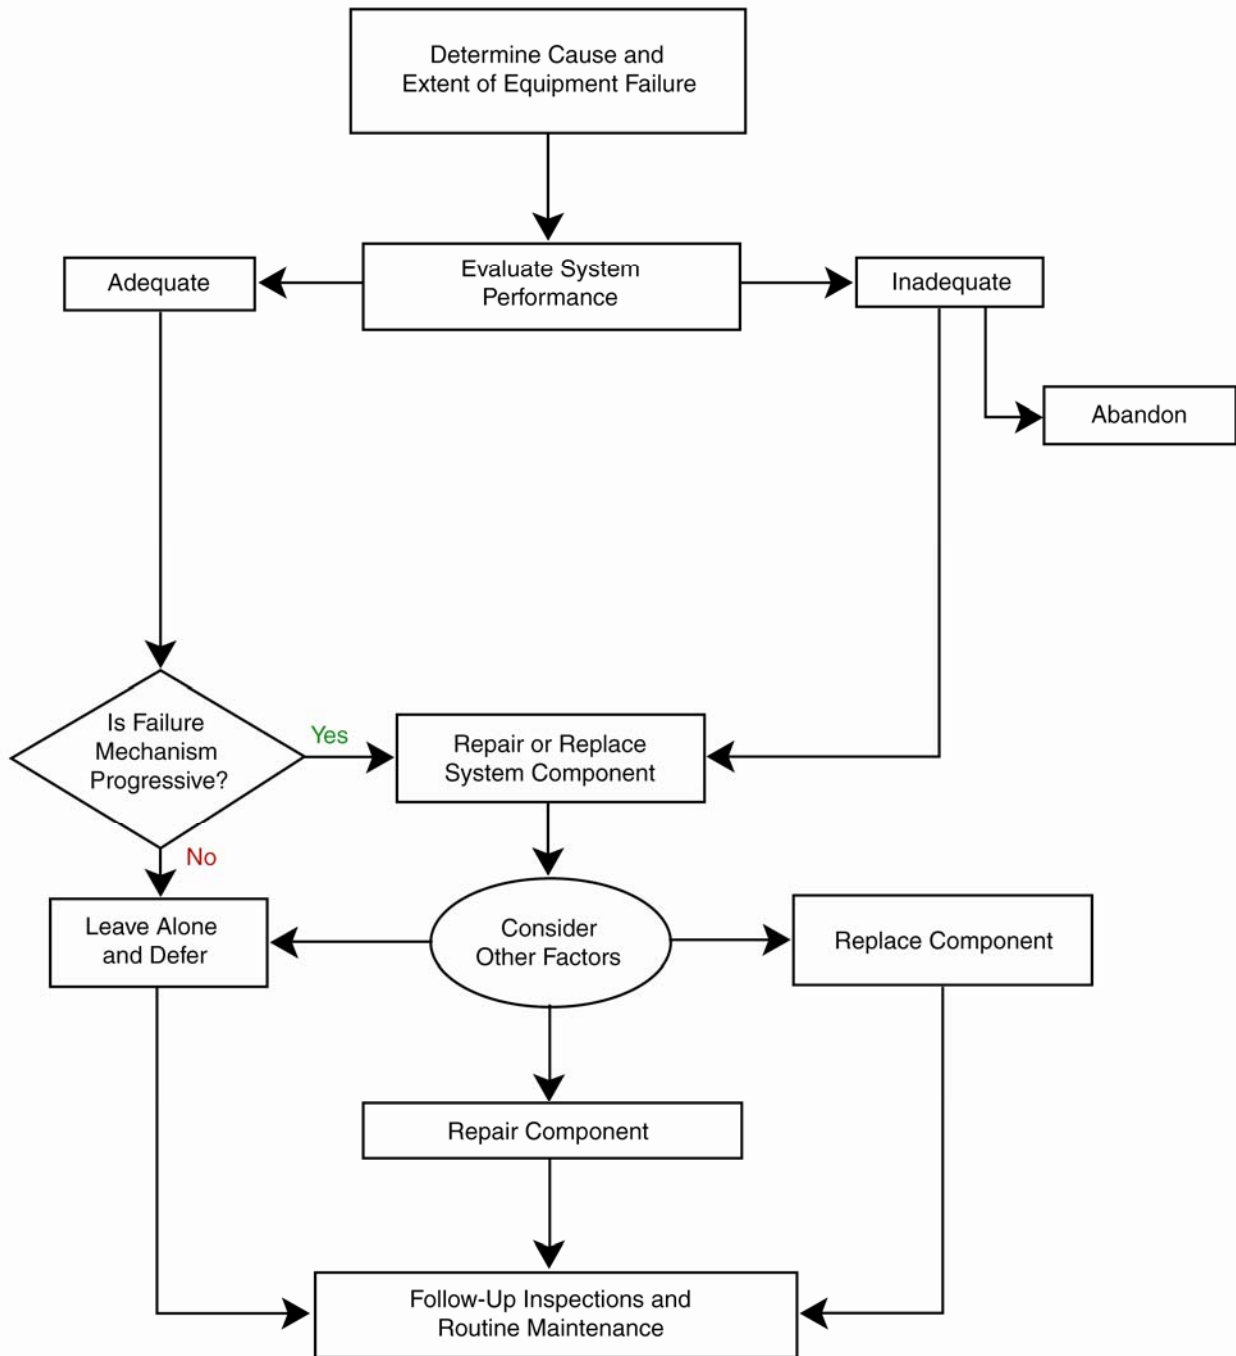 Determine Cause and
Extent of Equipment Failure
Adequate
Evaluate System
Performance
Inadequate
Abandon
Is Failure
Mechanism
Progressive?
Yes
Repair or Replace
System Component
No
Leave Alone
and Defer
Consider
Other Factors
Replace Component
Repair Component
Follow-Up Inspections and
Routine Maintenance